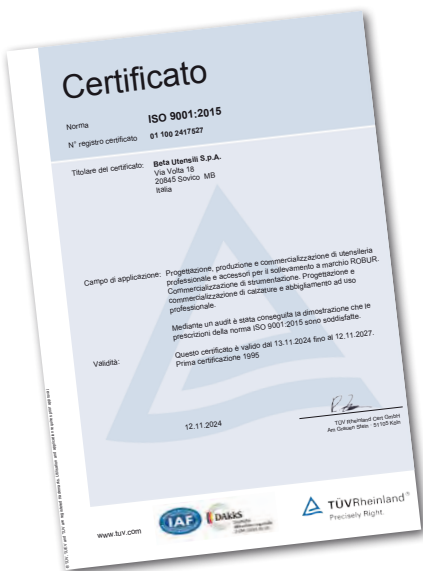 Certificato
Norma ISO 9001:2015
N° registro certificato 01 100 2417527
Titolare del certificato: Beta Utensili S.p.A.
Via Volta 18
20845 Sovico MB
Italia
Campo di applicazione: Progettazione, produzione e commercializzazione di utensileria
professionale e accessori per il sollevamento a marchio ROBUR.
Commercializzazione di strumentazione. Progettazione e
commercializzazione di calzature e abbigliamento ad uso
professionale.
Mediante un audit è stata conseguita la dimostrazione che le
prescrizioni della norma ISO 9001:2015 sono soddisfatte.
Validità: Questo certificato è valido dal 13.11.2024 fino al 12.11.2027.
Prima certificazione 1995
12.11.2024
TÜV Rheinland Cert GmbH
Am Grauen Stein · 51105 Köln
www.tuv.com
IAF
DAkkS
TÜVRheinland®
Precisely Right.